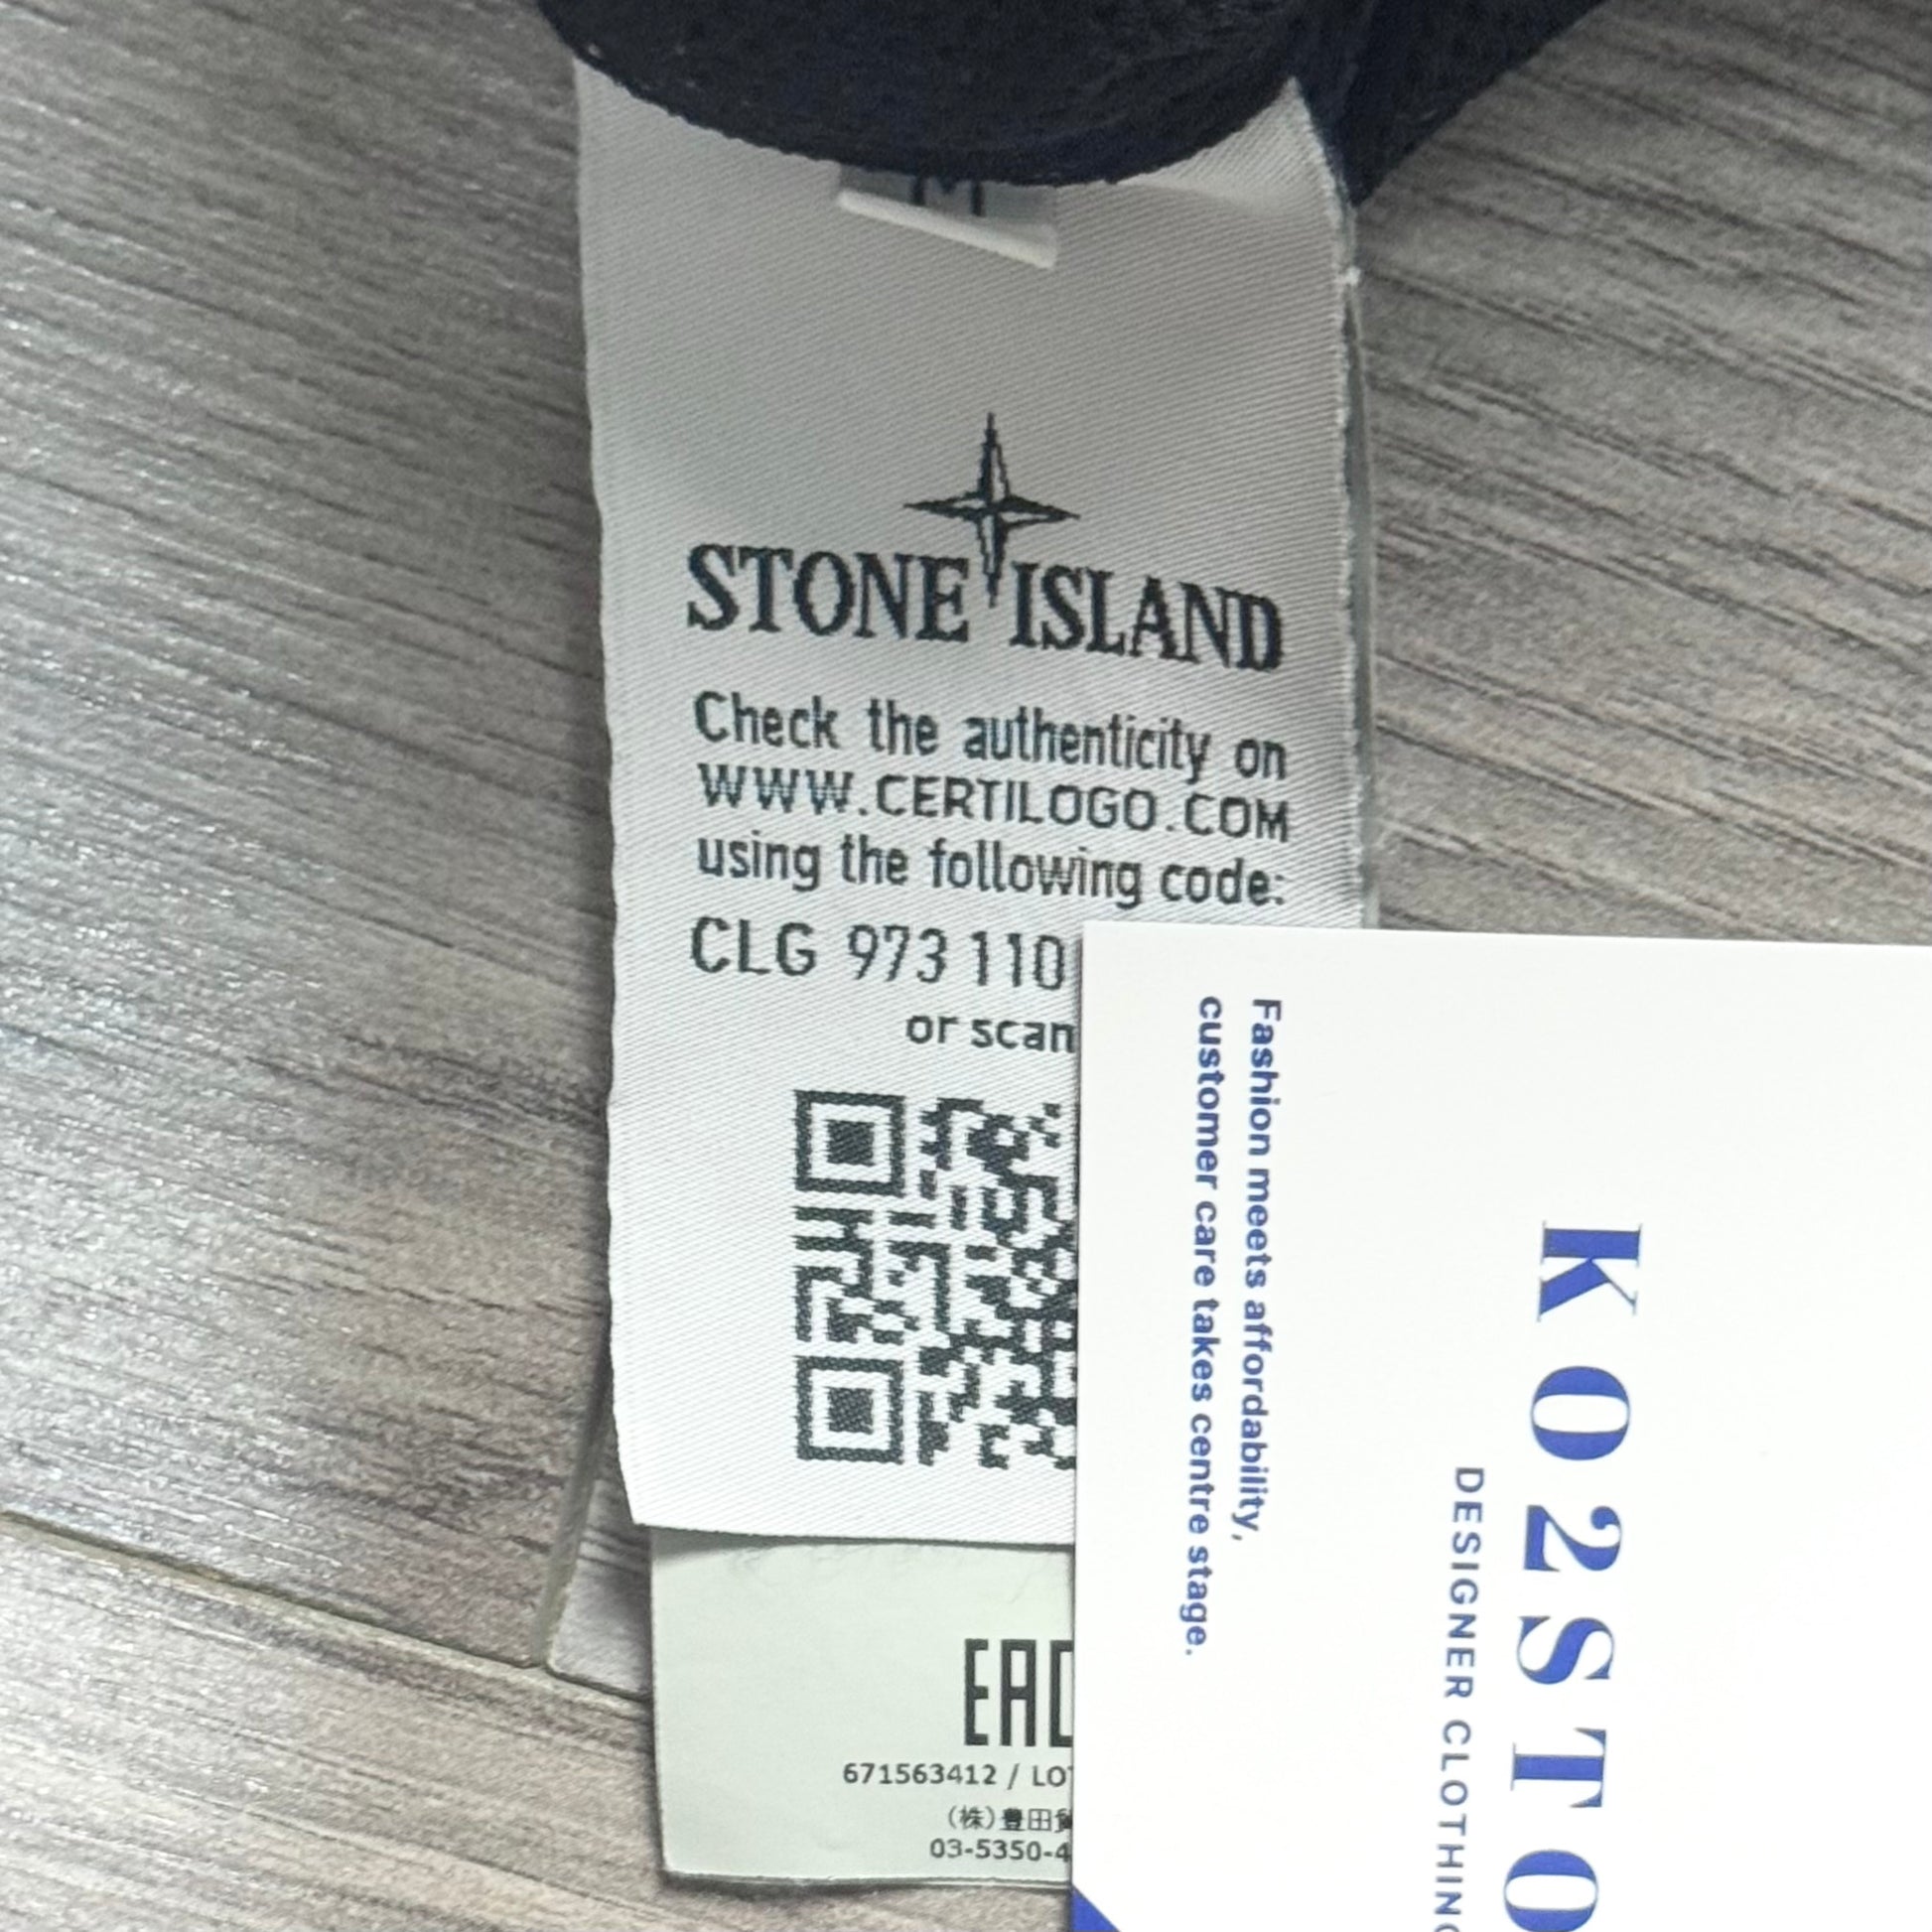 M
STONE ISLAND
Check the authenticity on
WWW.CERTILOGO.COM
using the following code:
CLG 973 110
or scan
EAC
671563412 / LOT
(株)豊田貿
03-5350-4
Fashion meets affordability,
customer care takes centre stage.
KO2STO
DESIGNER CLOTHING